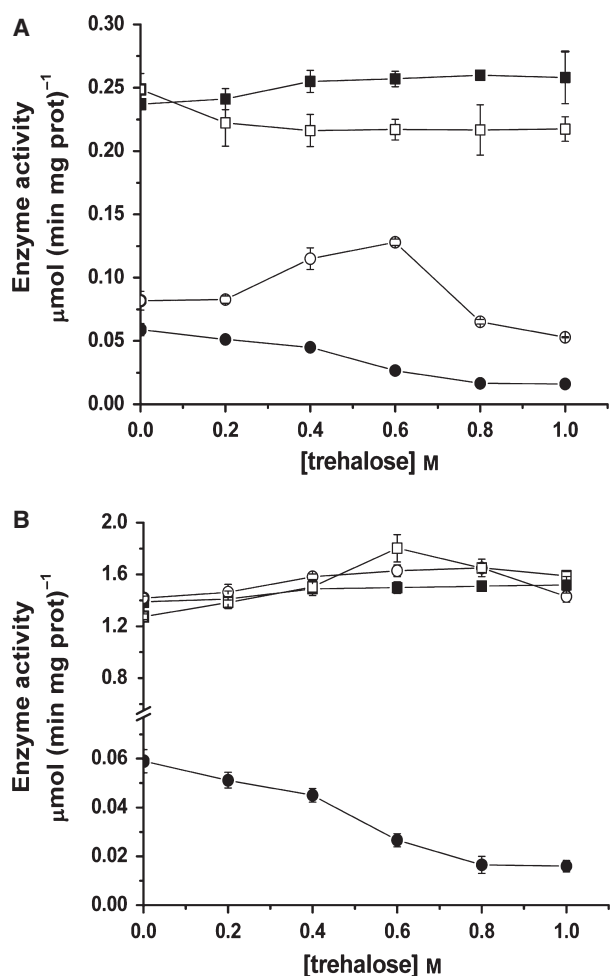 A
Enzyme activity
µmol (min mg prot)⁻¹
0.30
0.25
0.20
0.15
0.10
0.05
0.00
0.0 0.2 0.4 0.6 0.8 1.0
[trehalose] M
B
Enzyme activity
µmol (min mg prot)⁻¹
2.0
1.6
1.2
0.8
0.06
0.04
0.02
0.00
0.0 0.2 0.4 0.6 0.8 1.0
[trehalose] M